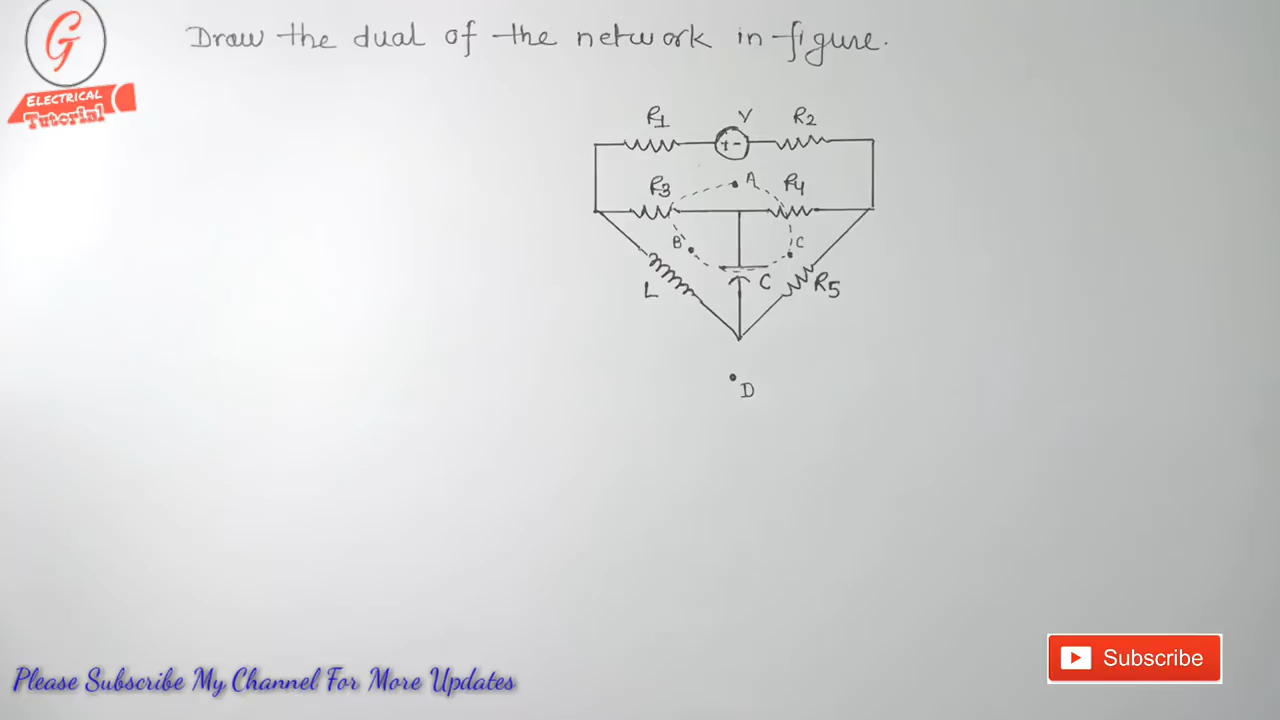 G
Draw the dual of the network in figure.
ELECTRICAL
Tutorial
R1 V R2
+ -
R3 A R4
B C
L C R5
D
Subscribe
Please Subscribe My Channel For More Updates